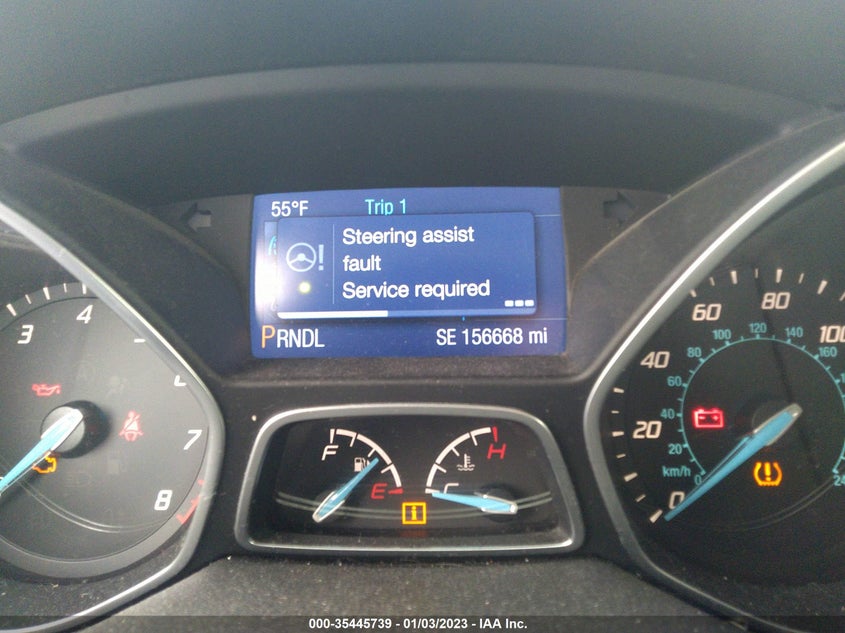 55°F Trip 1
Steering assist
fault
Service required
PRNDL SE 156668 mi
3 4 7 8
F E
C H
i
0 20 40 60 80 100
km/h 0 20 40 60 80 100 120 140 160
000-35445739 - 01/03/2023 - IAA Inc.